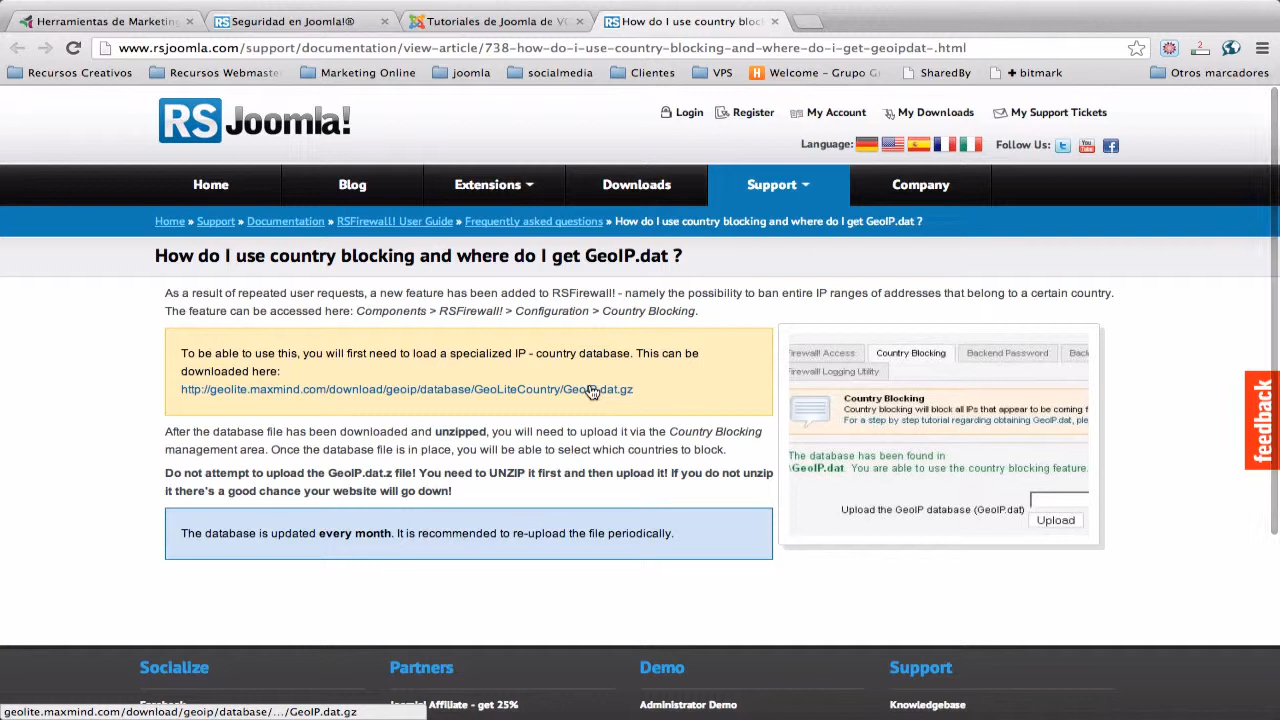 Herramientas de Marketing
Seguridad en Joomla!®
Tutoriales de Joomla de V
How do I use country bloc
www.rsjoomla.com/support/documentation/view-article/738-how-do-i-use-country-blocking-and-where-do-i-get-geoipdat-.html
2
Recursos Creativos
Recursos Webmaste
Marketing Online
joomla
socialmedia
Clientes
VPS
Welcome - Grupo G
SharedBy
+ bitmark
Otros marcadores
RS Joomla!
Login
Register
My Account
My Downloads
My Support Tickets
Language:
Follow Us:
Home
Blog
Extensions
Downloads
Support
Company
Home » Support » Documentation » RSFirewall! User Guide » Frequently asked questions » How do I use country blocking and where do I get GeoIP.dat ?
How do I use country blocking and where do I get GeoIP.dat ?
As a result of repeated user requests, a new feature has been added to RSFirewall! - namely the possibility to ban entire IP ranges of addresses that belong to a certain country.
The feature can be accessed here: Components > RSFirewall! > Configuration > Country Blocking.
To be able to use this, you will first need to load a specialized IP - country database. This can be
downloaded here:
http://geolite.maxmind.com/download/geoip/database/GeoLiteCountry/GeoIP.dat.gz
After the database file has been downloaded and unzipped, you will need to upload it via the Country Blocking
management area. Once the database file is in place, you will be able to select which countries to block.
Do not attempt to upload the GeoIP.dat.z file! You need to UNZIP it first and then upload it! If you do not unzip
it there's a good chance your website will go down!
The database is updated every month. It is recommended to re-upload the file periodically.
Firewall! Access
Country Blocking
Backend Password
Back
Firewall Logging Utility
Country Blocking
Country blocking will block all IPs that appear to be coming f
For a step by step tutorial regarding obtaining GeoIP.dat, ple
The database has been found in
\GeoIP.dat. You are able to use the country blocking feature.
Upload the GeoIP database (GeoIP.dat)
Upload
feedback
Socialize
Partners
Demo
Support
Facebook
Joomla! Affiliate - get 25%
Administrator Demo
Knowledgebase
geolite.maxmind.com/download/geoip/database/.../GeoIP.dat.gz